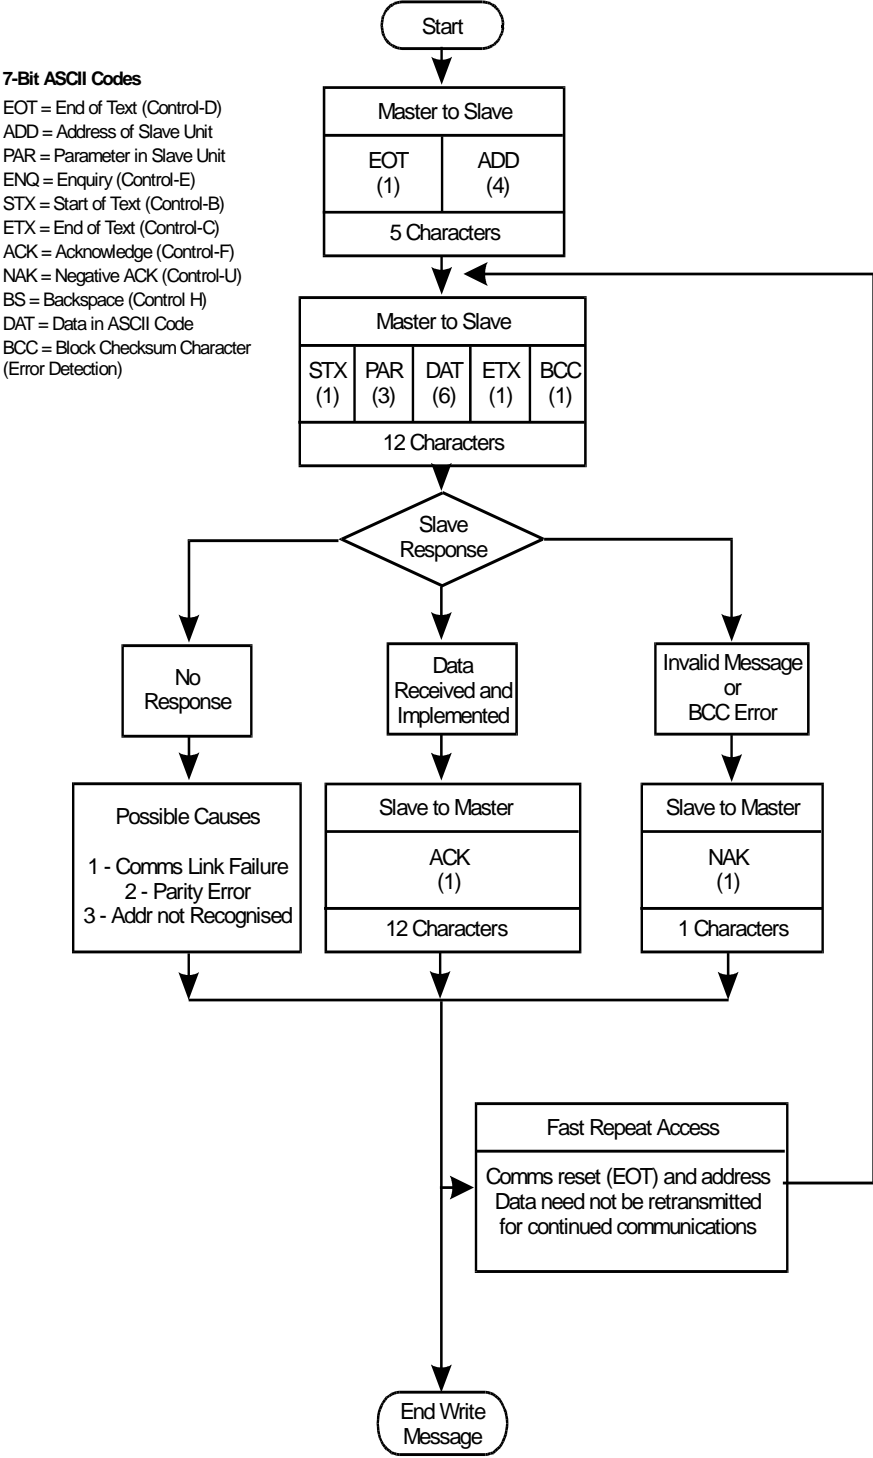 Start
7-Bit ASCII Codes
EOT = End of Text (Control-D)
ADD = Address of Slave Unit
PAR = Parameter in Slave Unit
ENQ = Enquiry (Control-E)
STX = Start of Text (Control-B)
ETX = End of Text (Control-C)
ACK = Acknowledge (Control-F)
NAK = Negative ACK (Control-U)
BS = Backspace (Control H)
DAT = Data in ASCII Code
BCC = Block Checksum Character
(Error Detection)
Master to Slave
EOT ADD
(1) (4)
5 Characters
Master to Slave
STX PAR DAT ETX BCC
(1) (3) (6) (1) (1)
12 Characters
Slave
Response
No
Response
Data
Received and
Implemented
Invalid Message
or
BCC Error
Possible Causes
1 - Comms Link Failure
2 - Parity Error
3 - Addr not Recognised
Slave to Master
ACK
(1)
12 Characters
Slave to Master
NAK
(1)
1 Characters
Fast Repeat Access
Comms reset (EOT) and address
Data need not be retransmitted
for continued communications
End Write
Message